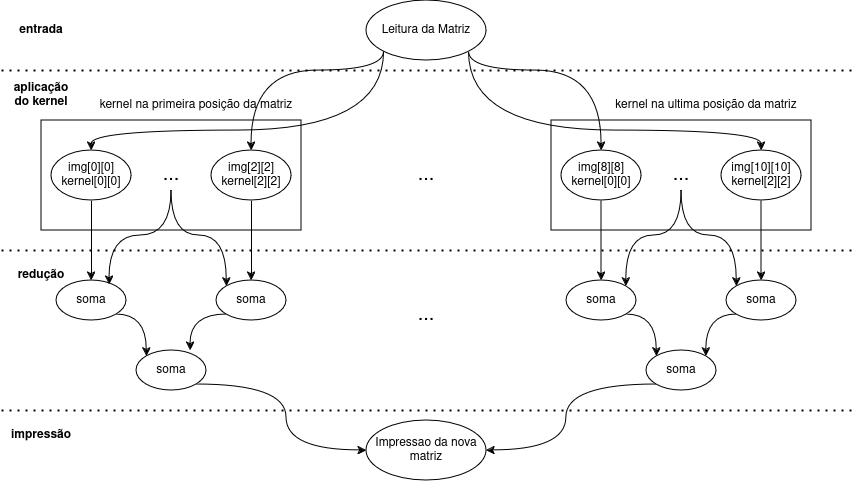 entrada
Leitura da Matriz
aplicação
do kernel
kernel na primeira posição da matriz
kernel na ultima posição da matriz
img[0][0]
kernel[0][0]
...
img[2][2]
kernel[2][2]
...
img[8][8]
kernel[0][0]
...
img[10][10]
kernel[2][2]
redução
soma
soma
...
soma
soma
soma
soma
impressão
Impressao da nova
matriz